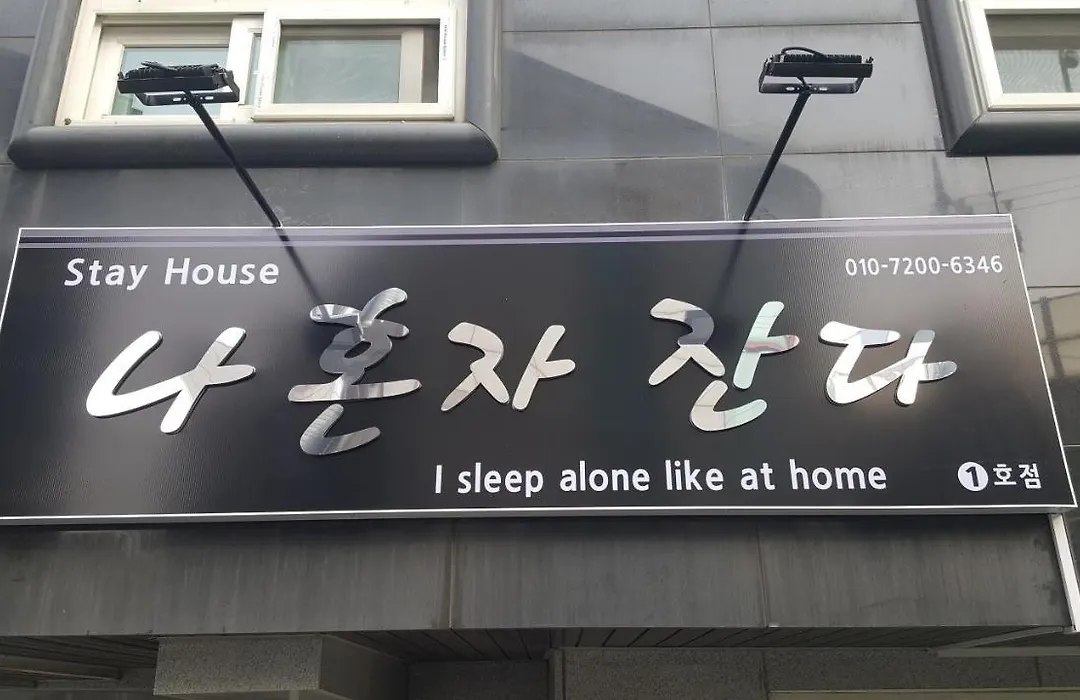 Stay House
010-7200-6346
나 혼자 잔다
I sleep alone like at home
1호점